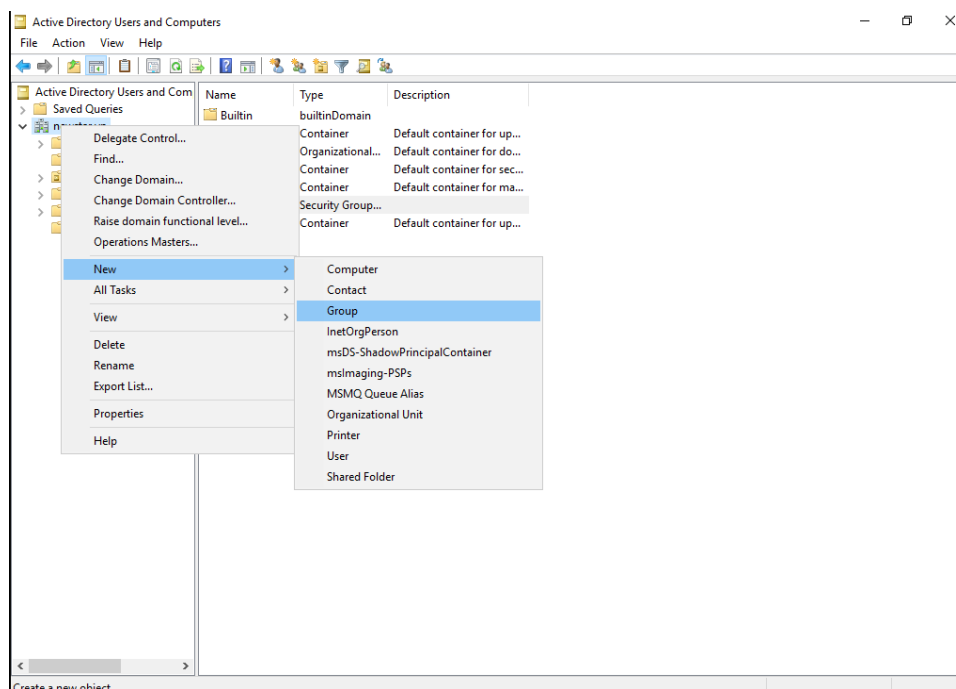 Active Directory Users and Computers
File Action View Help
Active Directory Users and Com
Saved Queries
Name Type Description
Builtin builtinDomain
Container Default container for up...
Organizational... Default container for do...
Container Default container for sec...
Container Default container for ma...
Security Group...
Container Default container for up...
Delegate Control...
Find...
Change Domain...
Change Domain Controller...
Raise domain functional level...
Operations Masters...
New
All Tasks
View
Delete
Rename
Export List...
Properties
Help
Computer
Contact
Group
InetOrgPerson
msDS-ShadowPrincipalContainer
msImaging-PSPs
MSMQ Queue Alias
Organizational Unit
Printer
User
Shared Folder
Create a new object